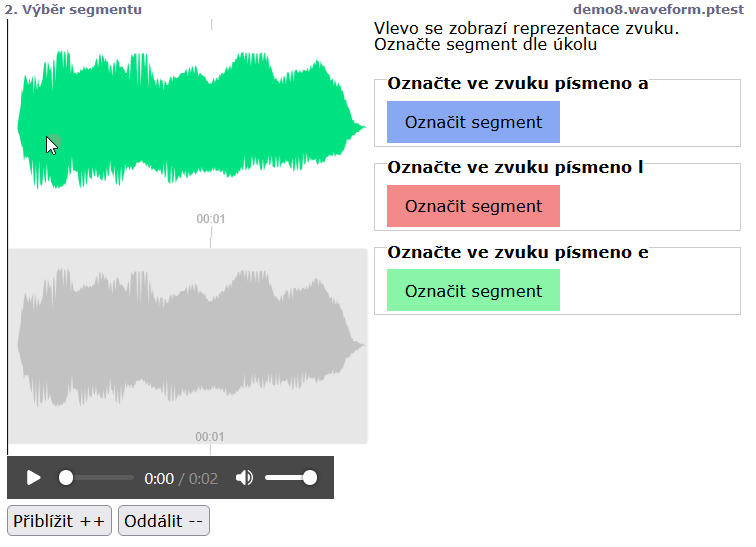 2. Výběr segmentu
demo8.waveform.ptest
Vlevo se zobrazí reprezentace zvuku.
Označte segment dle úkolu
Označte ve zvuku písmeno a
Označit segment
Označte ve zvuku písmeno l
Označit segment
Označte ve zvuku písmeno e
Označit segment
00:01
00:01
0:00 / 0:02
Přiblížit ++
Oddálit --